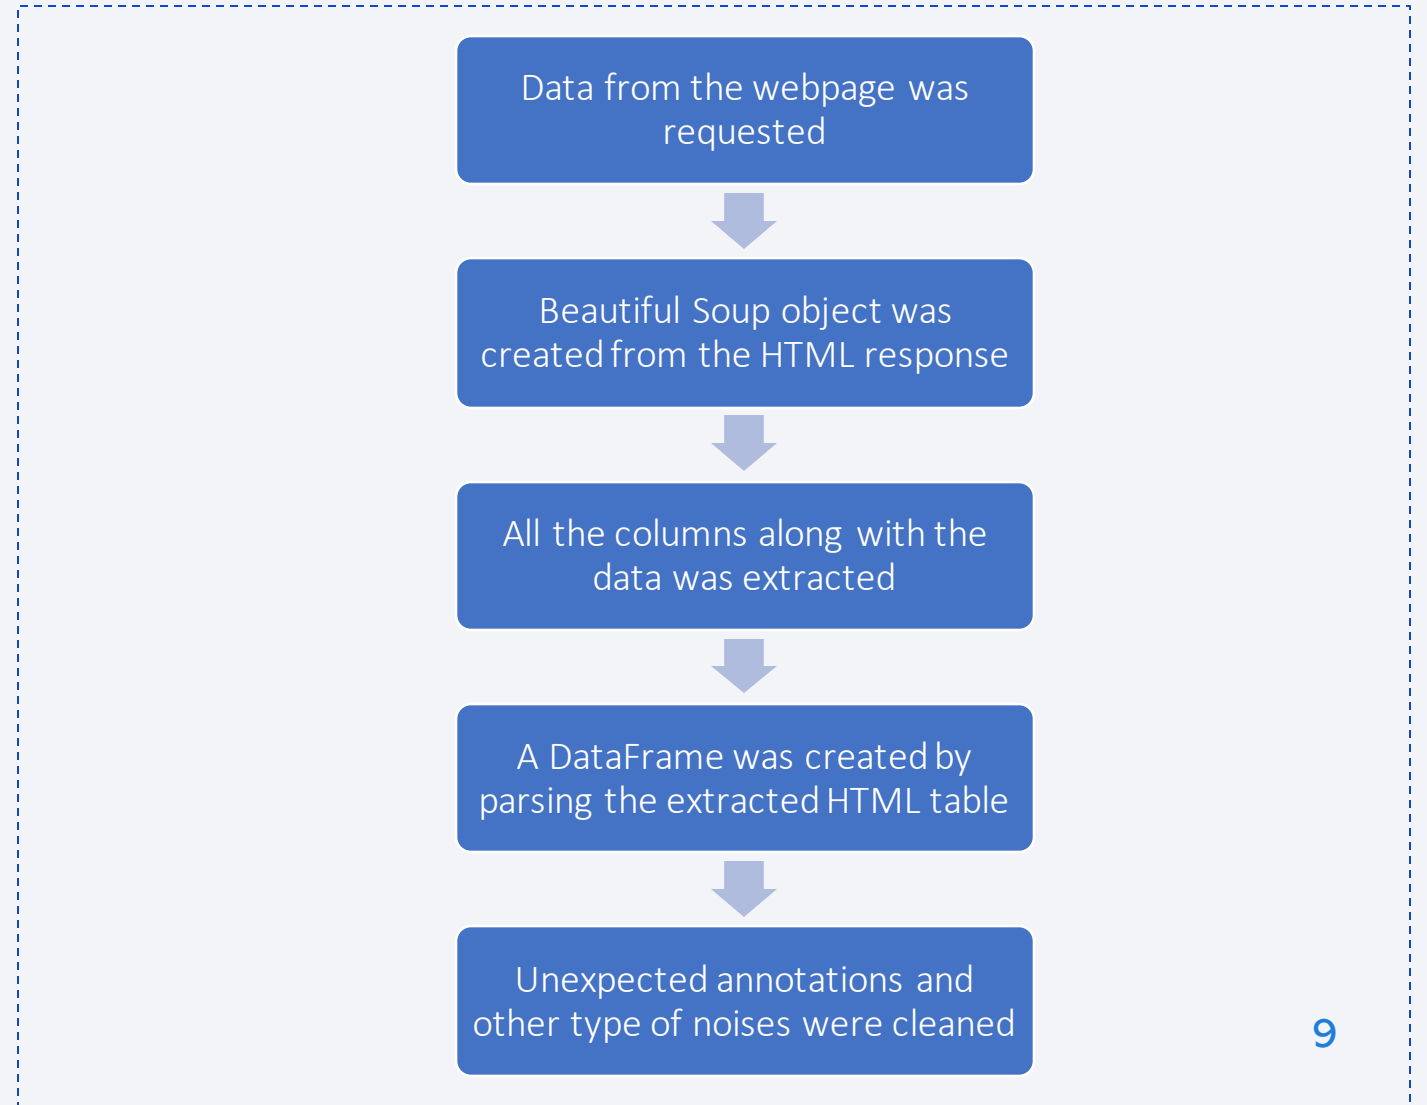 Data from the webpage was
requested
Beautiful Soup object was
created from the HTML response
All the columns along with the
data was extracted
A DataFrame was created by
parsing the extracted HTML table
Unexpected annotations and
other type of noises were cleaned
9